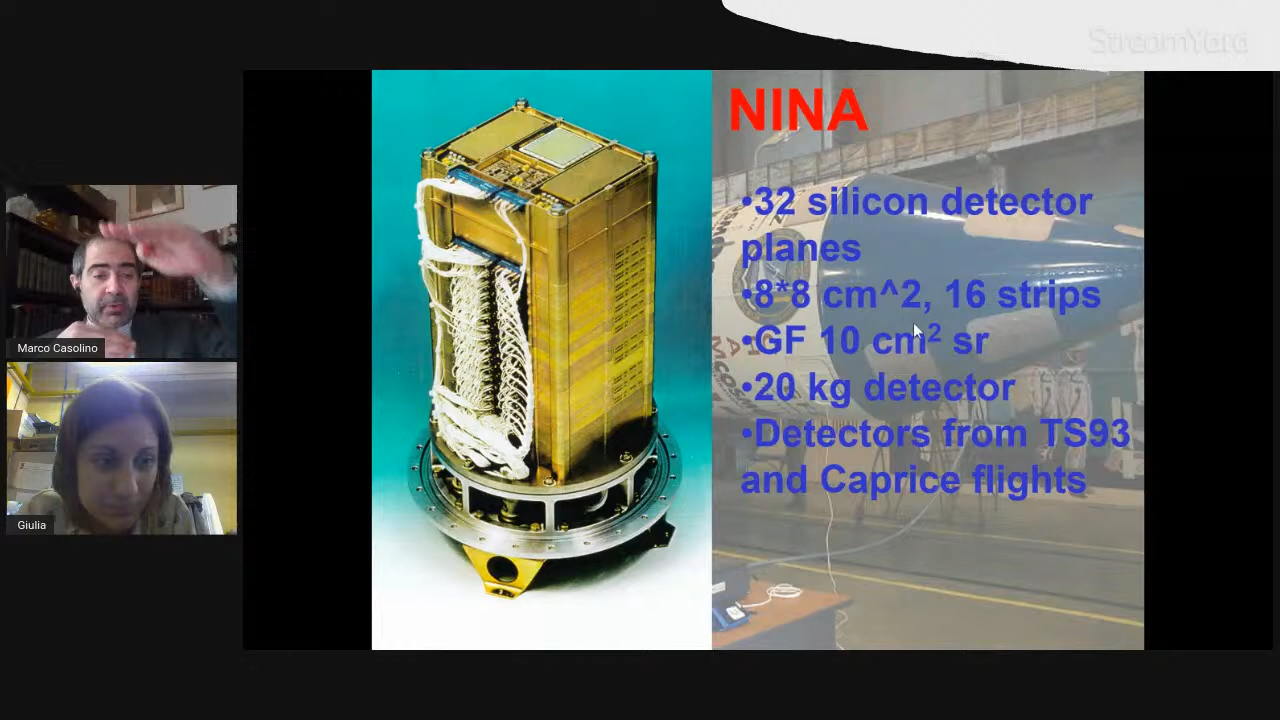 StreamYard
NINA
•32 silicon detector
planes
•8*8 cm^2, 16 strips
•GF 10 cm² sr
•20 kg detector
•Detectors from TS93
and Caprice flights
Marco Casolino
Giulia